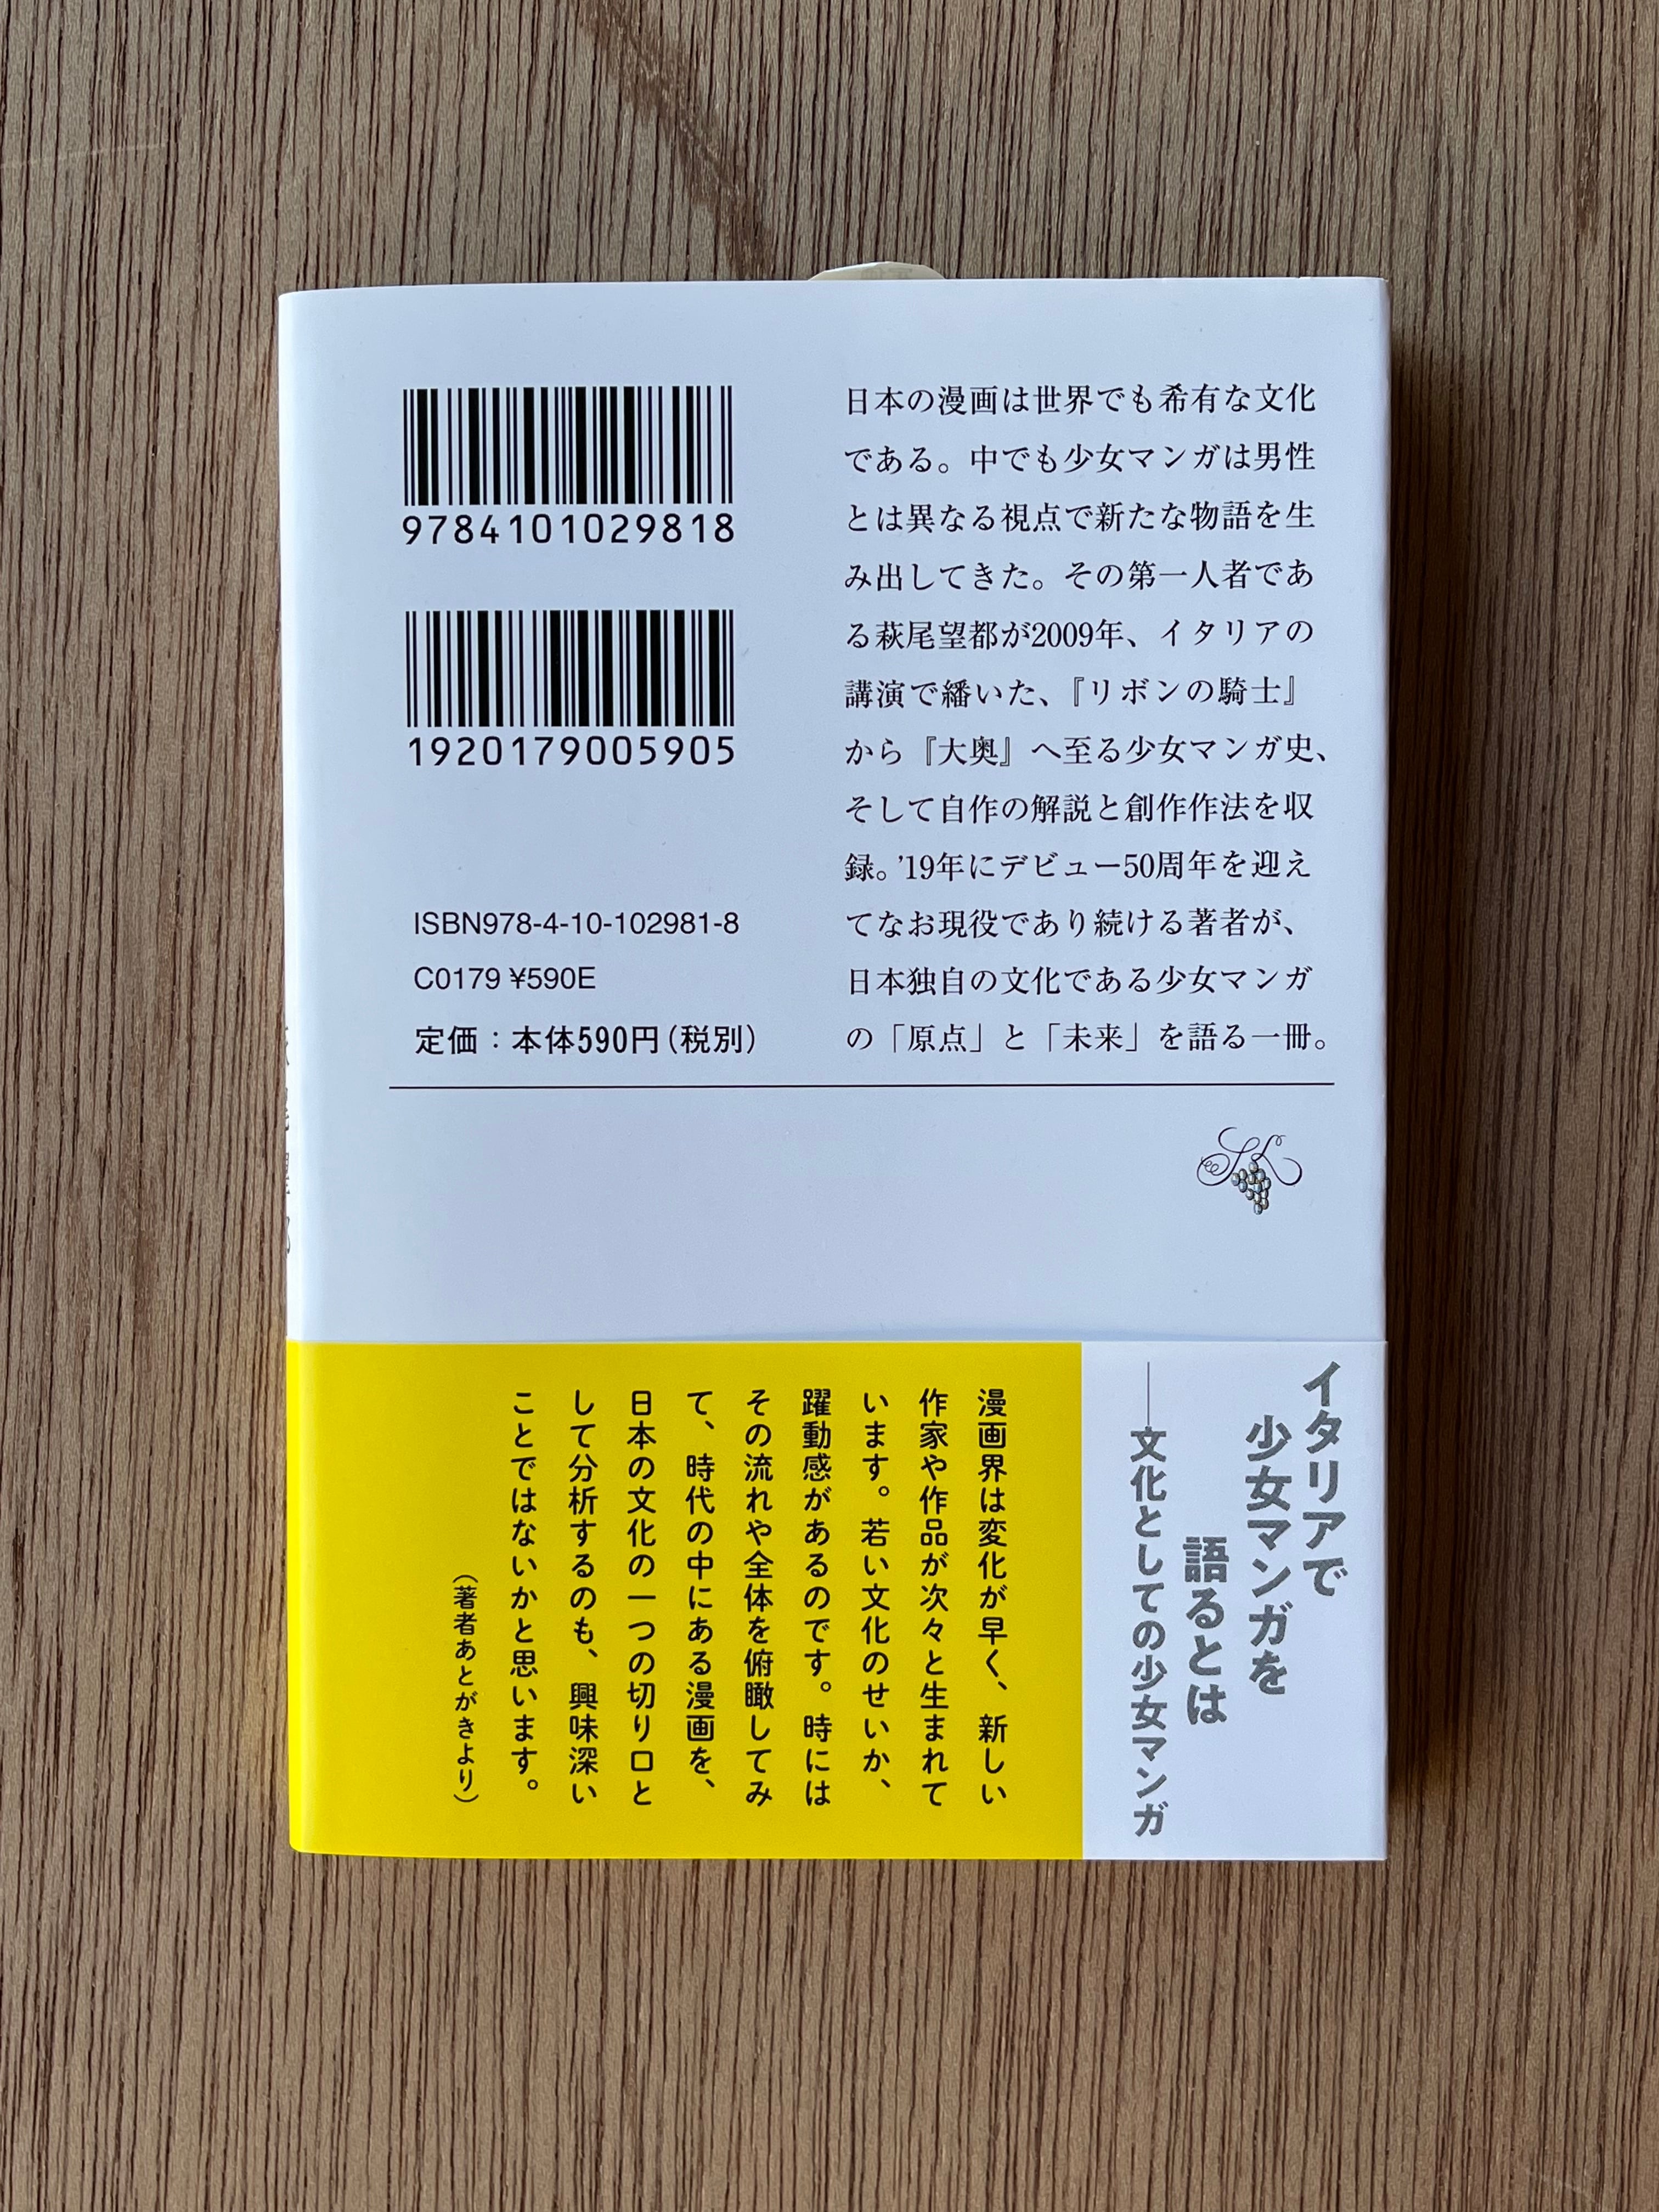 9784101029818
1920179005905
ISBN978-4-10-102981-8
C0179 ¥590E
定価：本体590円（税別）
日本の漫画は世界でも希有な文化
である。中でも少女マンガは男性
とは異なる視点で新たな物語を生
み出してきた。その第一人者であ
る萩尾望都が2009年、イタリアの
講演で繙いた、『リボンの騎士』
から『大奥』へ至る少女マンガ史、
そして自作の解説と創作作法を収
録。’19年にデビュー50周年を迎え
てなお現役であり続ける著者が、
日本独自の文化である少女マンガ
の「原点」と「未来」を語る一冊。
イタリアで
少女マンガを
語るとは
──文化としての少女マンガ
漫画界は変化が早く、新しい
作家や作品が次々と生まれて
います。若い文化のせいか、
躍動感があるのです。時には
その流れや全体を俯瞰してみ
て、時代の中にある漫画を、
日本の文化の一つの切り口と
して分析するのも、興味深い
ことではないかと思います。
（著者あとがきより）